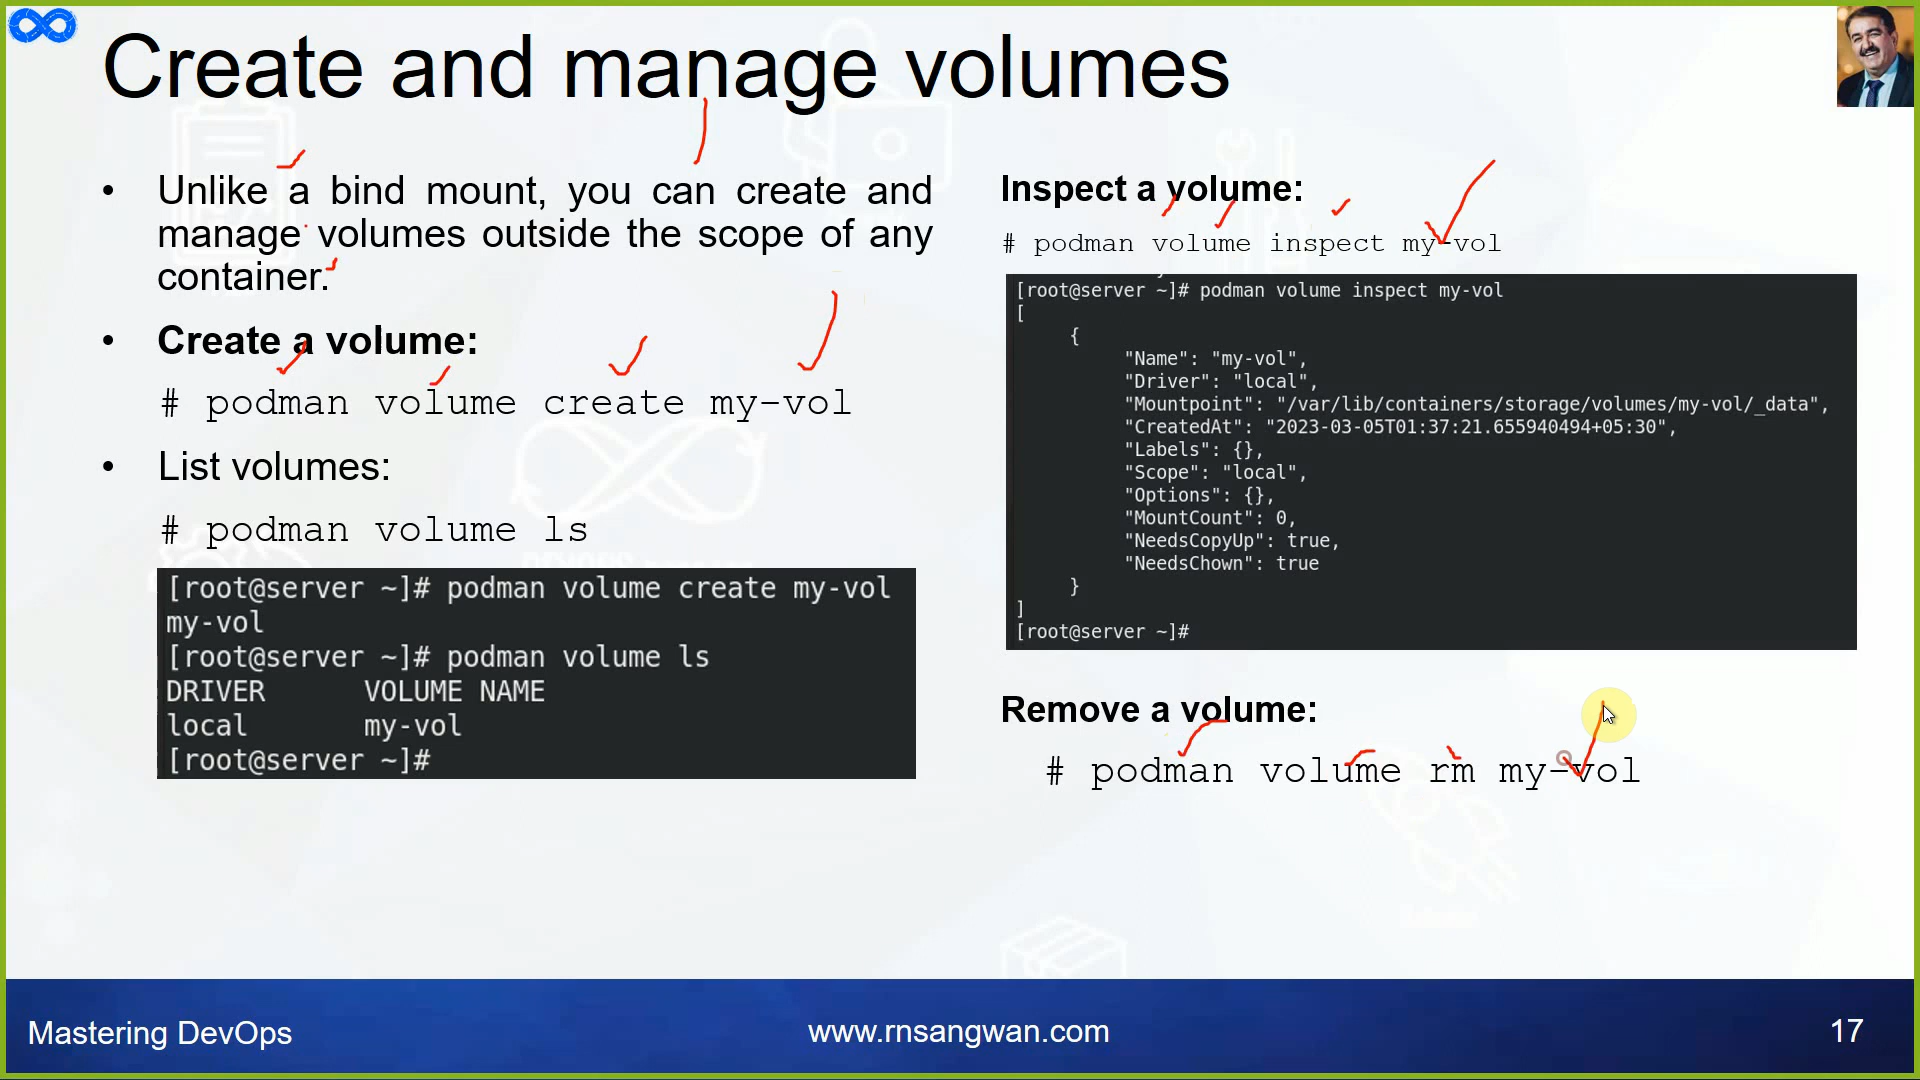 Create and manage volumes
• Unlike a bind mount, you can create and
manage volumes outside the scope of any
container.
• Create a volume:
# podman volume create my-vol
• List volumes:
# podman volume ls
[root@server ~]# podman volume create my-vol
my-vol
[root@server ~]# podman volume ls
DRIVER VOLUME NAME
local my-vol
[root@server ~]#
Inspect a volume:
# podman volume inspect my-vol
[root@server ~]# podman volume inspect my-vol
[
{
"Name": "my-vol",
"Driver": "local",
"Mountpoint": "/var/lib/containers/storage/volumes/my-vol/_data",
"CreatedAt": "2023-03-05T01:37:21.655940494+05:30",
"Labels": {},
"Scope": "local",
"Options": {},
"MountCount": 0,
"NeedsCopyUp": true,
"NeedsChown": true
}
]
[root@server ~]#
Remove a volume:
# podman volume rm my-vol
Mastering DevOps
www.rnsangwan.com
17